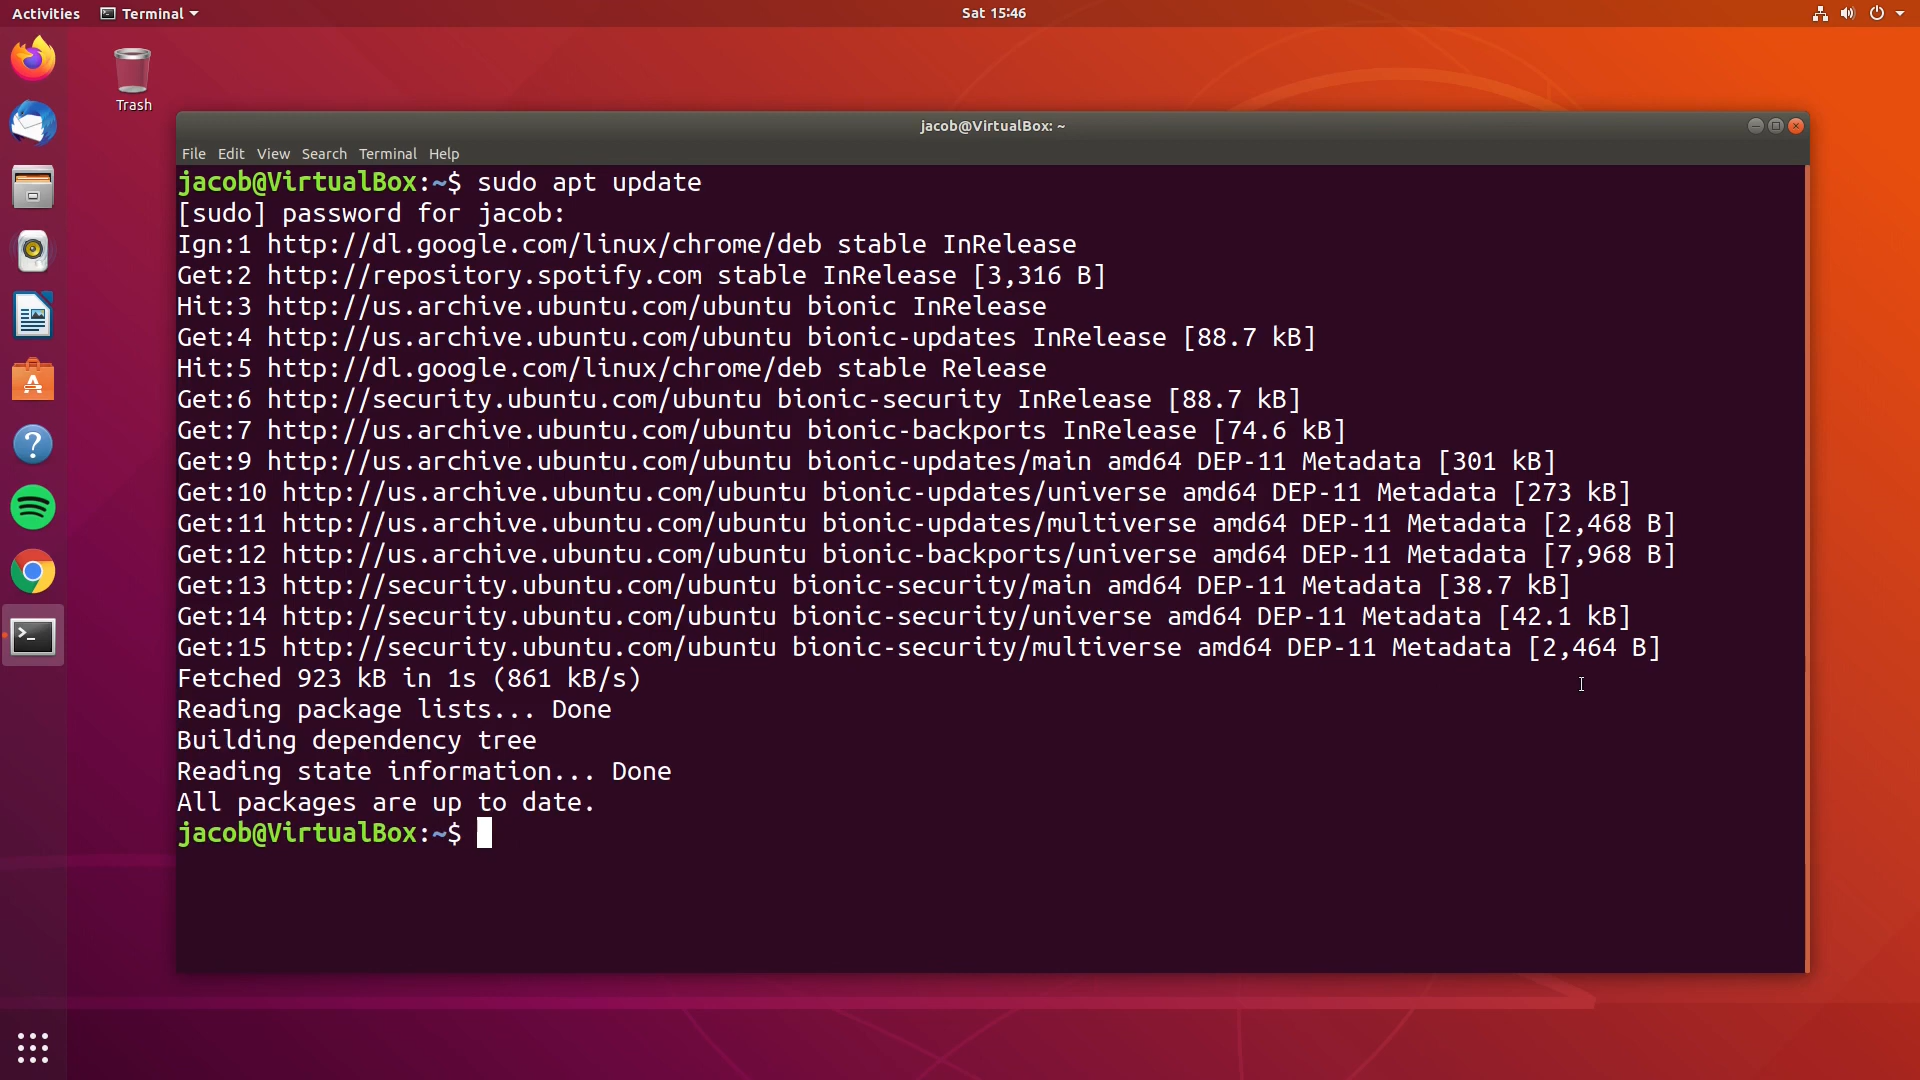 Activities Terminal Sat 15:46
Trash
jacob@VirtualBox: ~
File Edit View Search Terminal Help
jacob@VirtualBox:~$ sudo apt update
[sudo] password for jacob:
Ign:1 http://dl.google.com/linux/chrome/deb stable InRelease
Get:2 http://repository.spotify.com stable InRelease [3,316 B]
Hit:3 http://us.archive.ubuntu.com/ubuntu bionic InRelease
Get:4 http://us.archive.ubuntu.com/ubuntu bionic-updates InRelease [88.7 kB]
Hit:5 http://dl.google.com/linux/chrome/deb stable Release
Get:6 http://security.ubuntu.com/ubuntu bionic-security InRelease [88.7 kB]
Get:7 http://us.archive.ubuntu.com/ubuntu bionic-backports InRelease [74.6 kB]
Get:9 http://us.archive.ubuntu.com/ubuntu bionic-updates/main amd64 DEP-11 Metadata [301 kB]
Get:10 http://us.archive.ubuntu.com/ubuntu bionic-updates/universe amd64 DEP-11 Metadata [273 kB]
Get:11 http://us.archive.ubuntu.com/ubuntu bionic-updates/multiverse amd64 DEP-11 Metadata [2,468 B]
Get:12 http://us.archive.ubuntu.com/ubuntu bionic-backports/universe amd64 DEP-11 Metadata [7,968 B]
Get:13 http://security.ubuntu.com/ubuntu bionic-security/main amd64 DEP-11 Metadata [38.7 kB]
Get:14 http://security.ubuntu.com/ubuntu bionic-security/universe amd64 DEP-11 Metadata [42.1 kB]
Get:15 http://security.ubuntu.com/ubuntu bionic-security/multiverse amd64 DEP-11 Metadata [2,464 B]
Fetched 923 kB in 1s (861 kB/s)
Reading package lists... Done
Building dependency tree
Reading state information... Done
All packages are up to date.
jacob@VirtualBox:~$